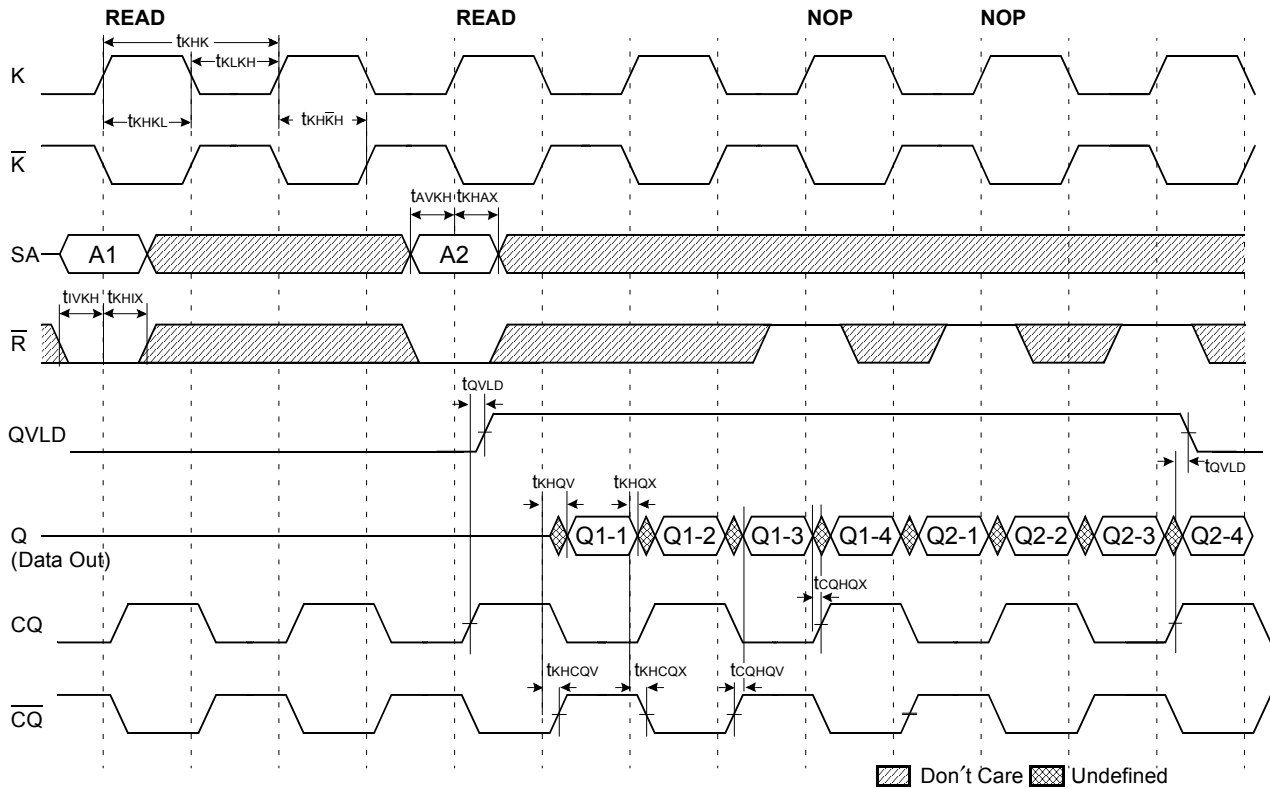 READ READ NOP NOP
tKHK
tKLKH
K
tKHKL
tKHK̅H
K̅
tAVKH tKHAX
SA A1 A2
tIVKH tKHIX
R̅
tQVLD
QVLD
tQVLD
tKHQV tKHQX
Q Q1-1 Q1-2 Q1-3 Q1-4 Q2-1 Q2-2 Q2-3 Q2-4
(Data Out)
tCQHQX
CQ
tKHCQV tKHCQX tCQHQV
C̅Q̅
Don′t Care Undefined